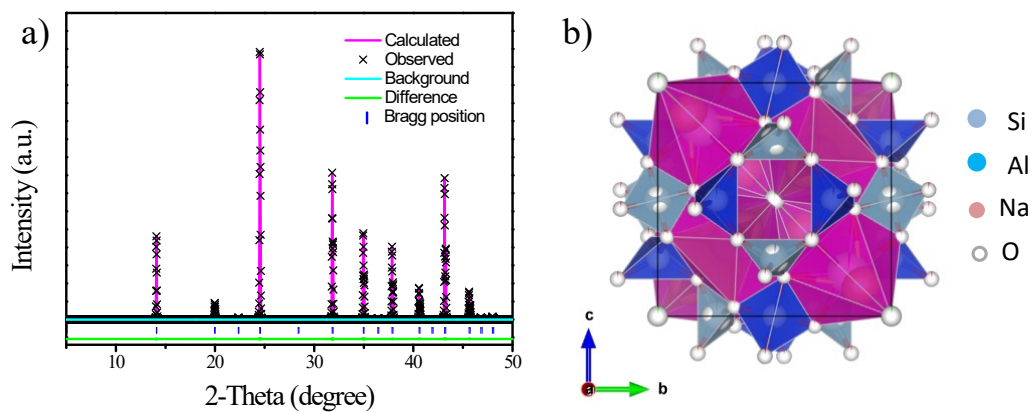 a)
Calculated
Observed
Background
Difference
Bragg position
Intensity (a.u.)
10 20 30 40 50
2-Theta (degree)
b)
Si
Al
Na
O
c
a
b